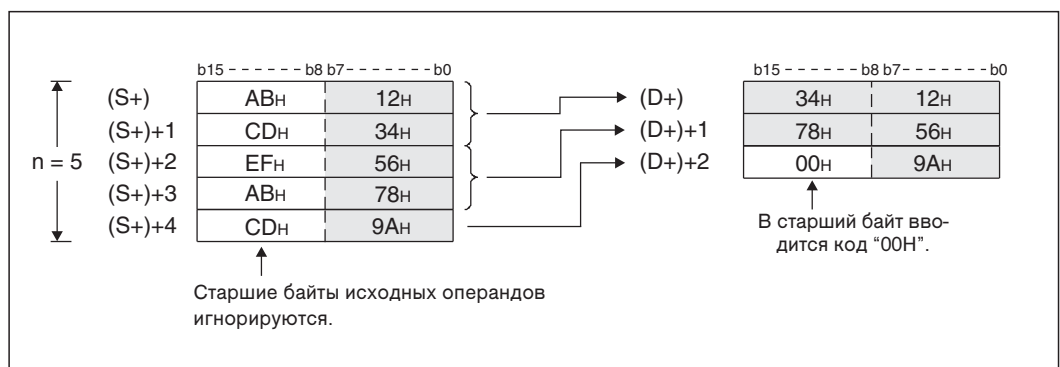 b15 - - - - - - b8 b7- - - - - - -b0 b15 - - - - - - b8 b7- - - - - - -b0
(S+) ABH 12H (D+) 34H 12H
(S+)+1 CDH 34H (D+)+1 78H 56H
n = 5 (S+)+2 EFH 56H (D+)+2 00H 9AH
(S+)+3 ABH 78H
(S+)+4 CDH 9AH
В старший байт вво-
дится код “00H”.
Старшие байты исходных операндов
игнорируются.